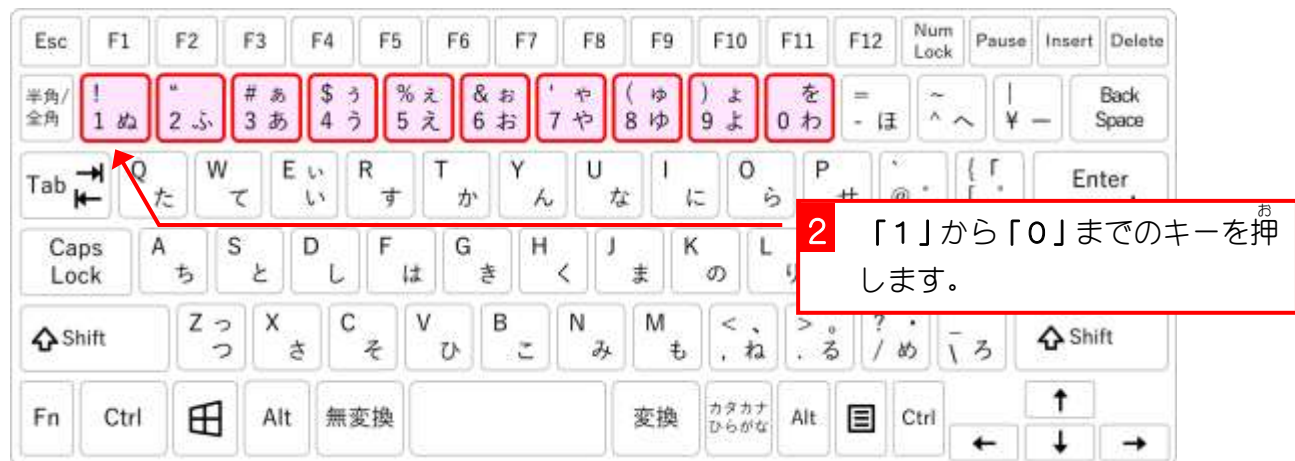 Esc F1 F2 F3 F4 F5 F6 F7 F8 F9 F10 F11 F12 Num Lock Pause Insert Delete
半角/全角 ! 1 ぬ " 2 ふ # ぁ 3 あ $ ぅ 4 う % ぇ 5 え & ぉ 6 お ' ゃ 7 や ( ゅ 8 ゆ ) ょ 9 よ を 0 わ = - ほ ~ ^ へ | ¥ ー Back Space
Tab Q た W て E ぃ い R す T か Y ん U な I に O ら P ` @ ゛ { 「 Enter
Caps Lock A ち S と D し F は G き H く J ま K の L
2 「1」から「0」までのキーを押
お
します。
Shift Z っ つ X さ C そ V ひ B こ N み M も < 、 , ね > 。 . る ? ・ / め _ \ ろ Shift
Fn Ctrl Alt 無変換 変換 カタカナ ひらがな Alt Ctrl ↑
← ↓ →